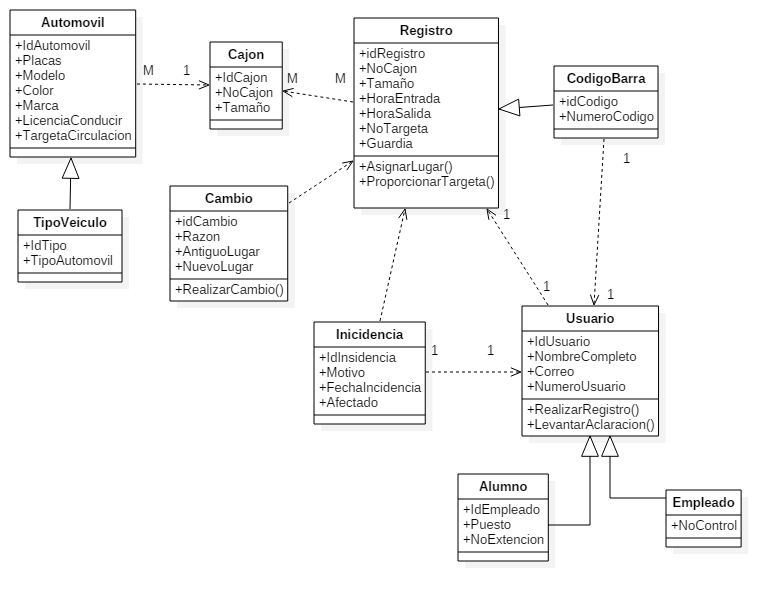 Automovil
+IdAutomovil
+Placas
+Modelo
+Color
+Marca
+LicenciaConducir
+TargetaCirculacion
M
1
Cajon
+IdCajon
+NoCajon
+Tamaño
M
M
Registro
+idRegistro
+NoCajon
+Tamaño
+HoraEntrada
+HoraSalida
+NoTargeta
+Guardia
+AsignarLugar()
+ProporcionarTargeta()
CodigoBarra
+idCodigo
+NumeroCodigo
1
1
TipoVeiculo
+IdTipo
+TipoAutomovil
Cambio
+idCambio
+Razon
+AntiguoLugar
+NuevoLugar
+RealizarCambio()
1
1
Inicidencia
+IdInsidencia
+Motivo
+FechaIncidencia
+Afectado
1
1
Usuario
+IdUsuario
+NombreCompleto
+Correo
+NumeroUsuario
+RealizarRegistro()
+LevantarAclaracion()
Alumno
+IdEmpleado
+Puesto
+NoExtencion
Empleado
+NoControl